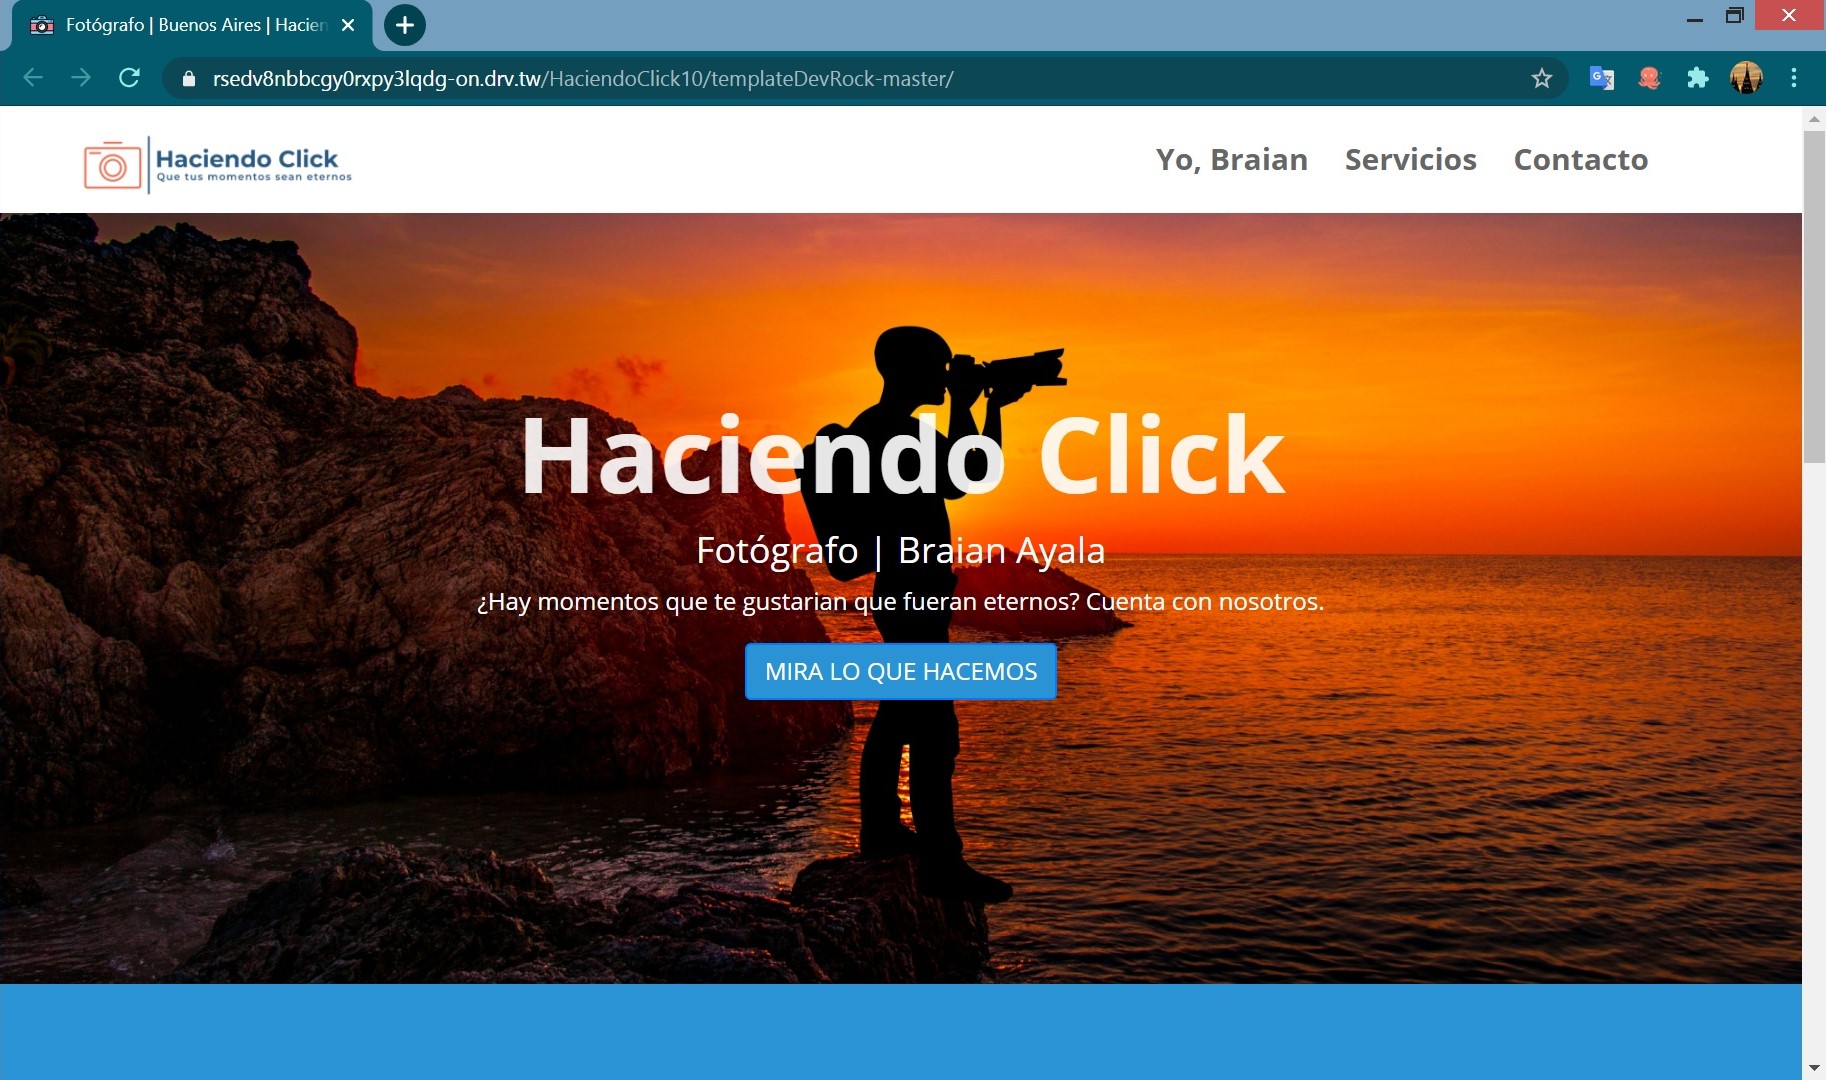 Fotógrafo | Buenos Aires | Hacien
rsedv8nbbcgy0rxpy3lqdg-on.drv.tw/HaciendoClick10/templateDevRock-master/
Haciendo Click
Que tus momentos sean eternos
Yo, Braian
Servicios
Contacto
Haciendo Click
Fotógrafo | Braian Ayala
¿Hay momentos que te gustarian que fueran eternos? Cuenta con nosotros.
MIRA LO QUE HACEMOS